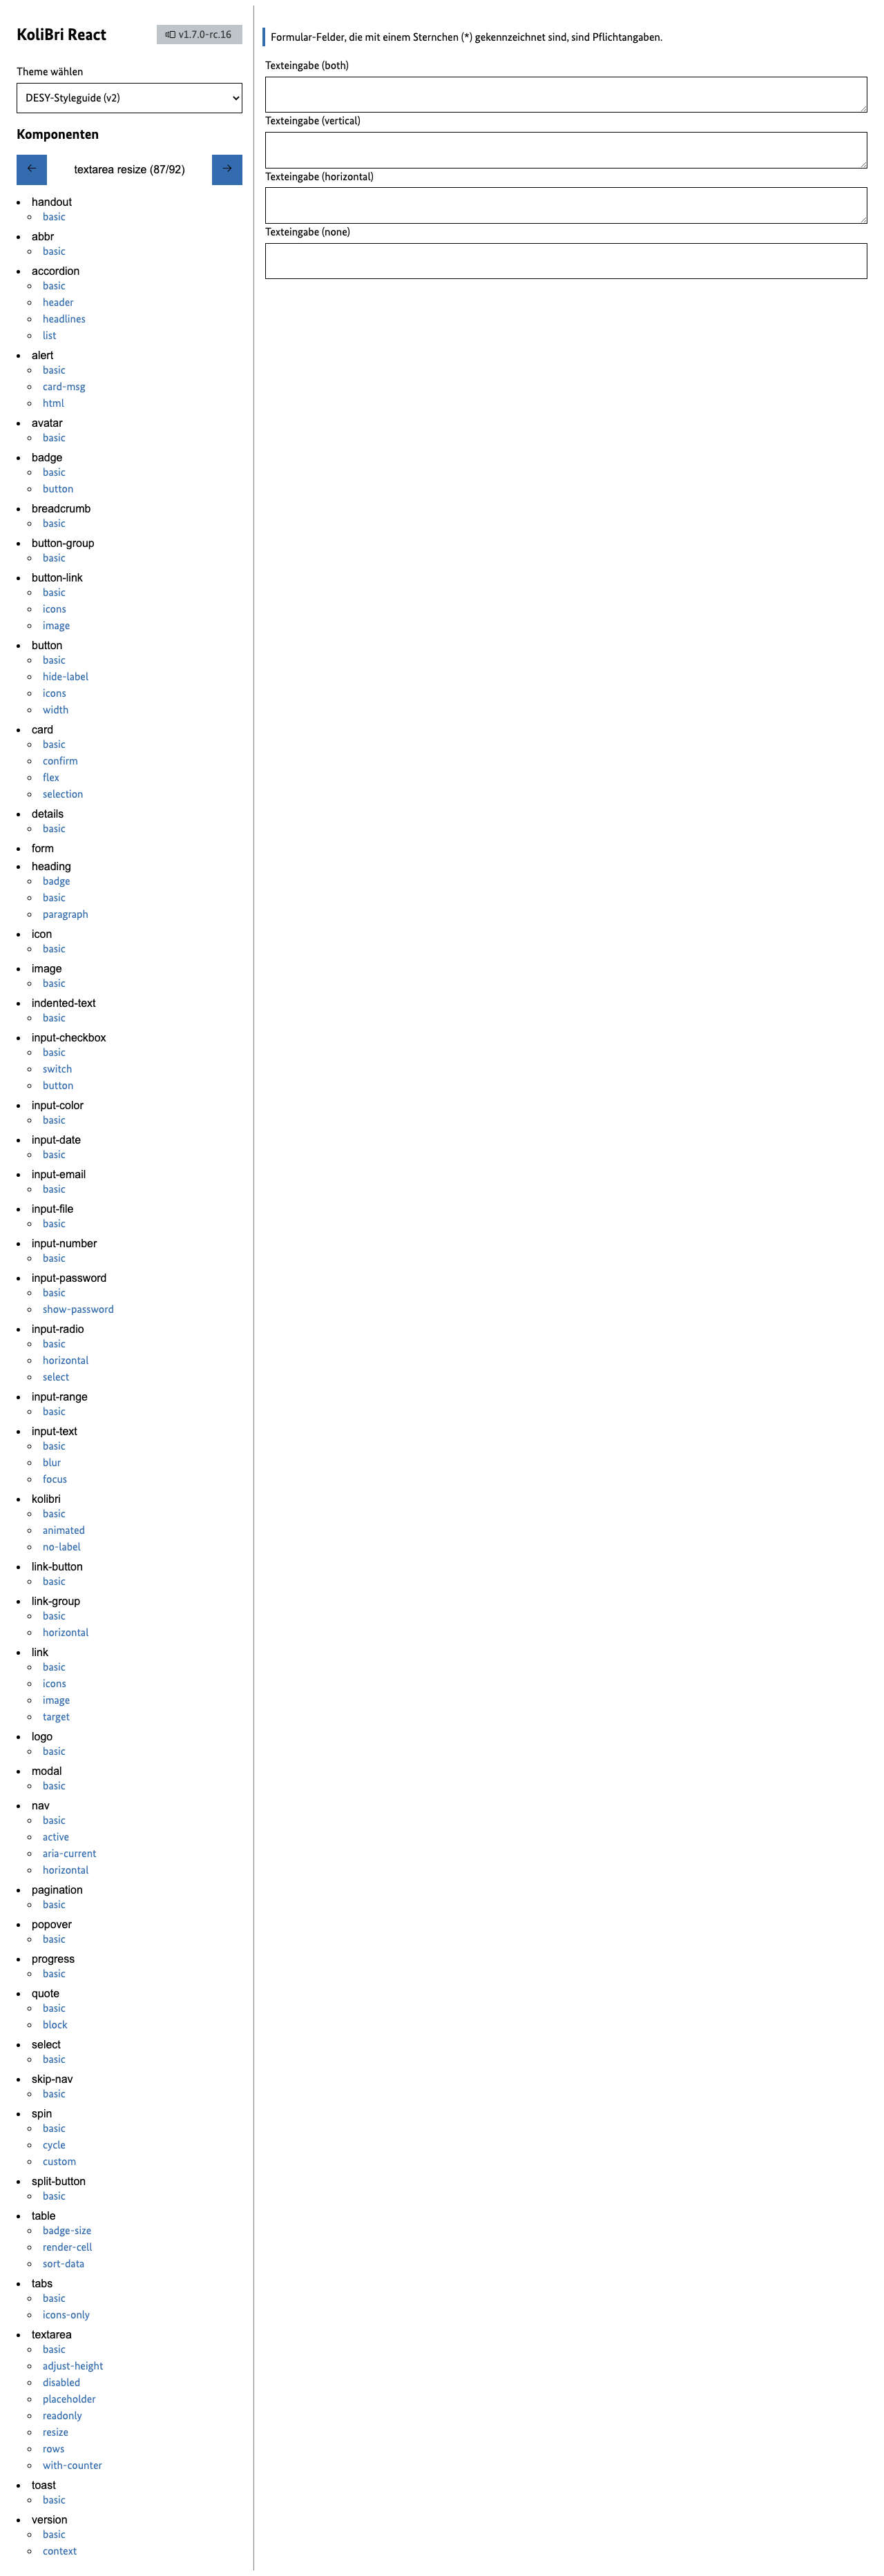 KoliBri React
v1.7.0-rc.16
Theme wählen
DESY-Styleguide (v2)
Komponenten
← textarea resize (87/92) →
handout
basic
abbr
basic
accordion
basic
header
headlines
list
alert
basic
card-msg
html
avatar
basic
badge
basic
button
breadcrumb
basic
button-group
basic
button-link
basic
icons
image
button
basic
hide-label
icons
width
card
basic
confirm
flex
selection
details
basic
form
heading
badge
basic
paragraph
icon
basic
image
basic
indented-text
basic
input-checkbox
basic
switch
button
input-color
basic
input-date
basic
input-email
basic
input-file
basic
input-number
basic
input-password
basic
show-password
input-radio
basic
horizontal
select
input-range
basic
input-text
basic
blur
focus
kolibri
basic
animated
no-label
link-button
basic
link-group
basic
horizontal
link
basic
icons
image
target
logo
basic
modal
basic
nav
basic
active
aria-current
horizontal
pagination
basic
popover
basic
progress
basic
quote
basic
block
select
basic
skip-nav
basic
spin
basic
cycle
custom
split-button
basic
table
badge-size
render-cell
sort-data
tabs
basic
icons-only
textarea
basic
adjust-height
disabled
placeholder
readonly
resize
rows
with-counter
toast
basic
version
basic
context
Formular-Felder, die mit einem Sternchen (*) gekennzeichnet sind, sind Pflichtangaben.
Texteingabe (both)
Texteingabe (vertical)
Texteingabe (horizontal)
Texteingabe (none)